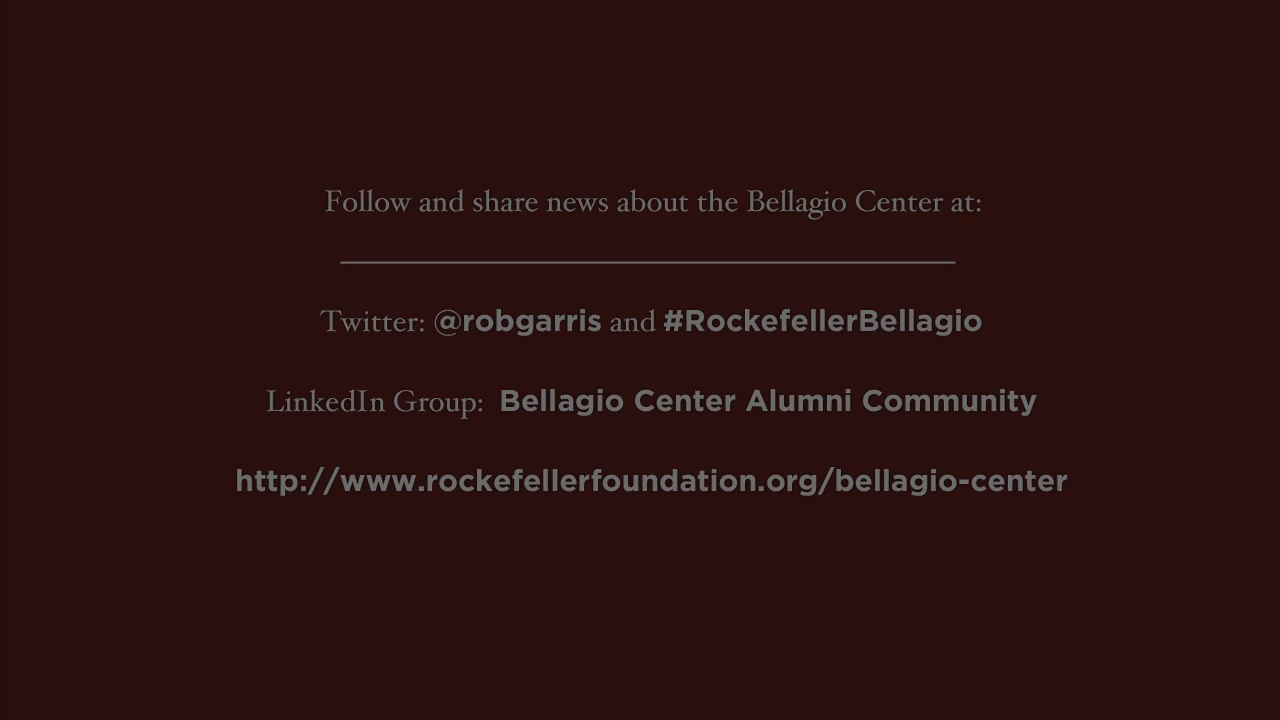 Follow and share news about the Bellagio Center at:
Twitter: @robgarris and #RockefellerBellagio
LinkedIn Group: Bellagio Center Alumni Community
http://www.rockefellerfoundation.org/bellagio-center